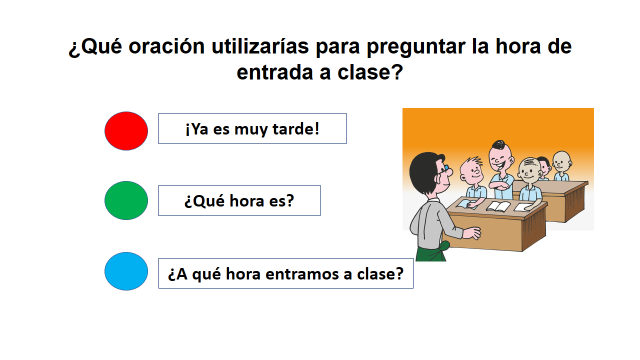 ¿Qué oración utilizarías para preguntar la hora de
entrada a clase?
¡Ya es muy tarde!
¿Qué hora es?
¿A qué hora entramos a clase?